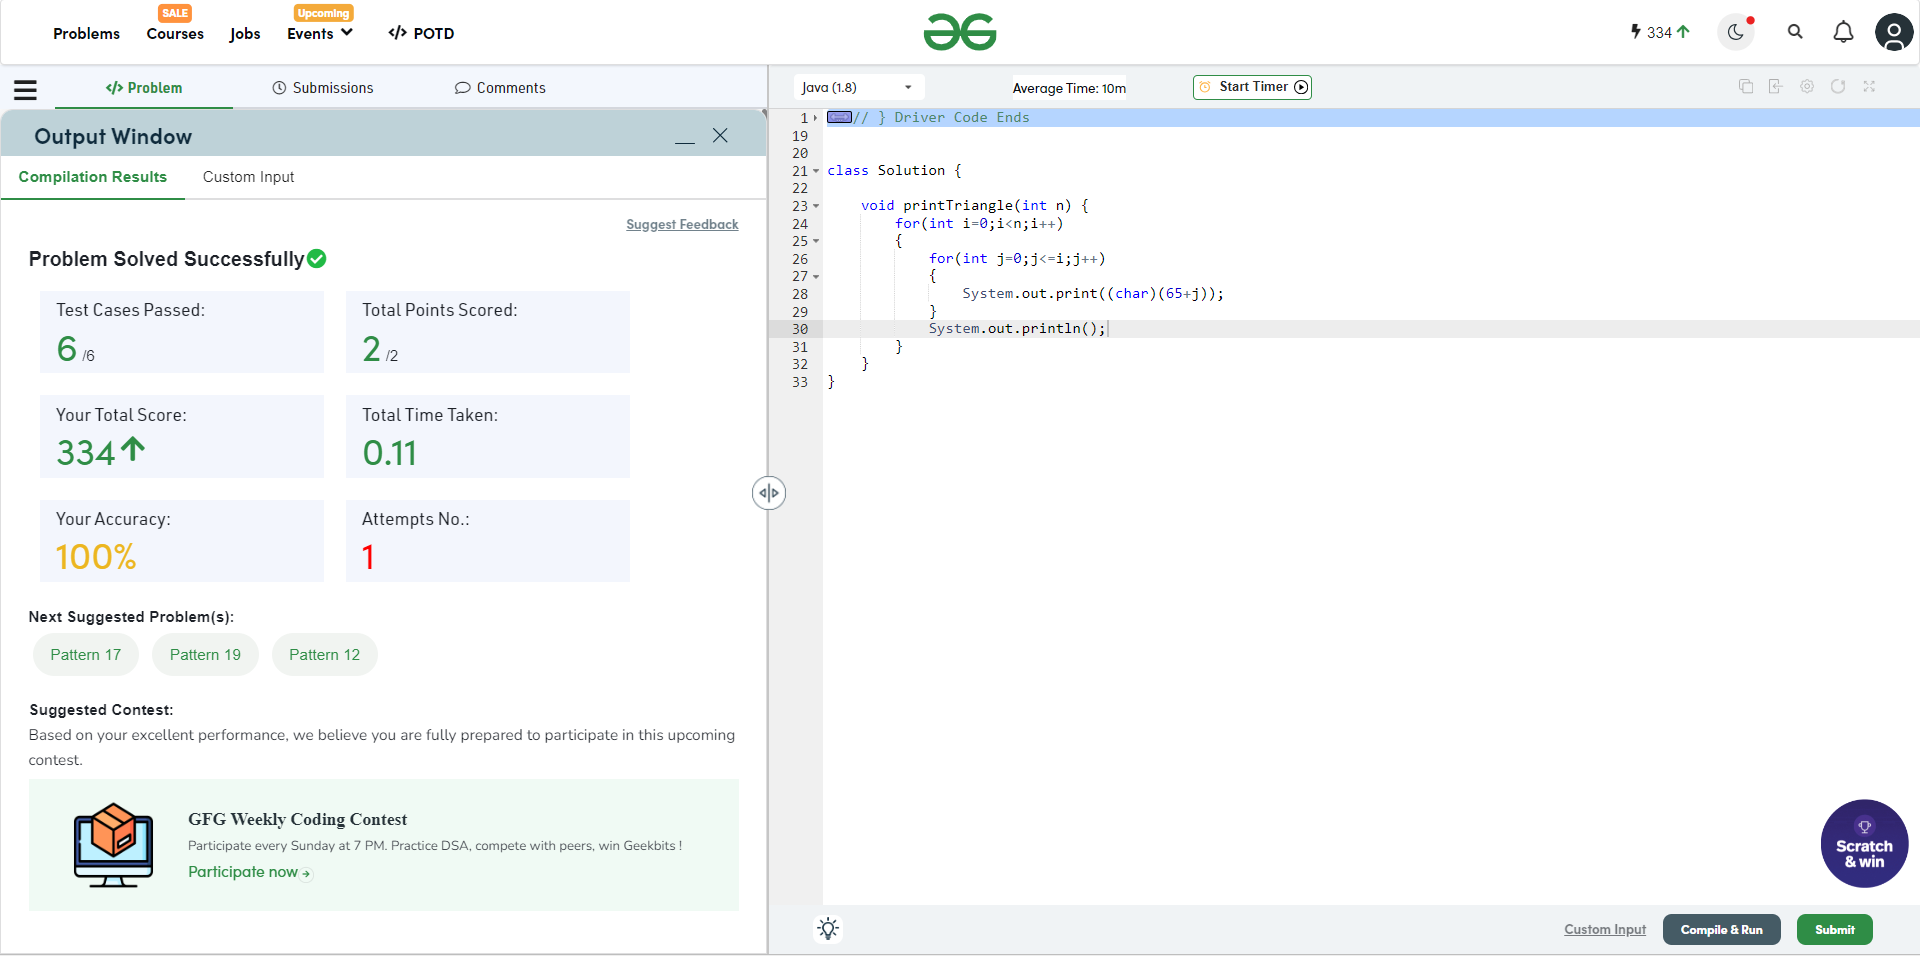 SALE
Upcoming
Problems Courses Jobs Events </> POTD
334
</> Problem Submissions Comments
Java (1.8) Average Time: 10m Start Timer
Output Window
Compilation Results Custom Input
Suggest Feedback
Problem Solved Successfully
Test Cases Passed: Total Points Scored:
6 /6 2 /2
Your Total Score: Total Time Taken:
334 0.11
Your Accuracy: Attempts No.:
100% 1
Next Suggested Problem(s):
Pattern 17 Pattern 19 Pattern 12
Suggested Contest:
Based on your excellent performance, we believe you are fully prepared to participate in this upcoming
contest.
GFG Weekly Coding Contest
Participate every Sunday at 7 PM. Practice DSA, compete with peers, win Geekbits !
Participate now
1 // } Driver Code Ends
19
20
21 class Solution {
22
23 void printTriangle(int n) {
24 for(int i=0;i<n;i++)
25 {
26 for(int j=0;j<=i;j++)
27 {
28 System.out.print((char)(65+j));
29 }
30 System.out.println();
31 }
32 }
33 }
Scratch
& win
Custom Input Compile & Run Submit